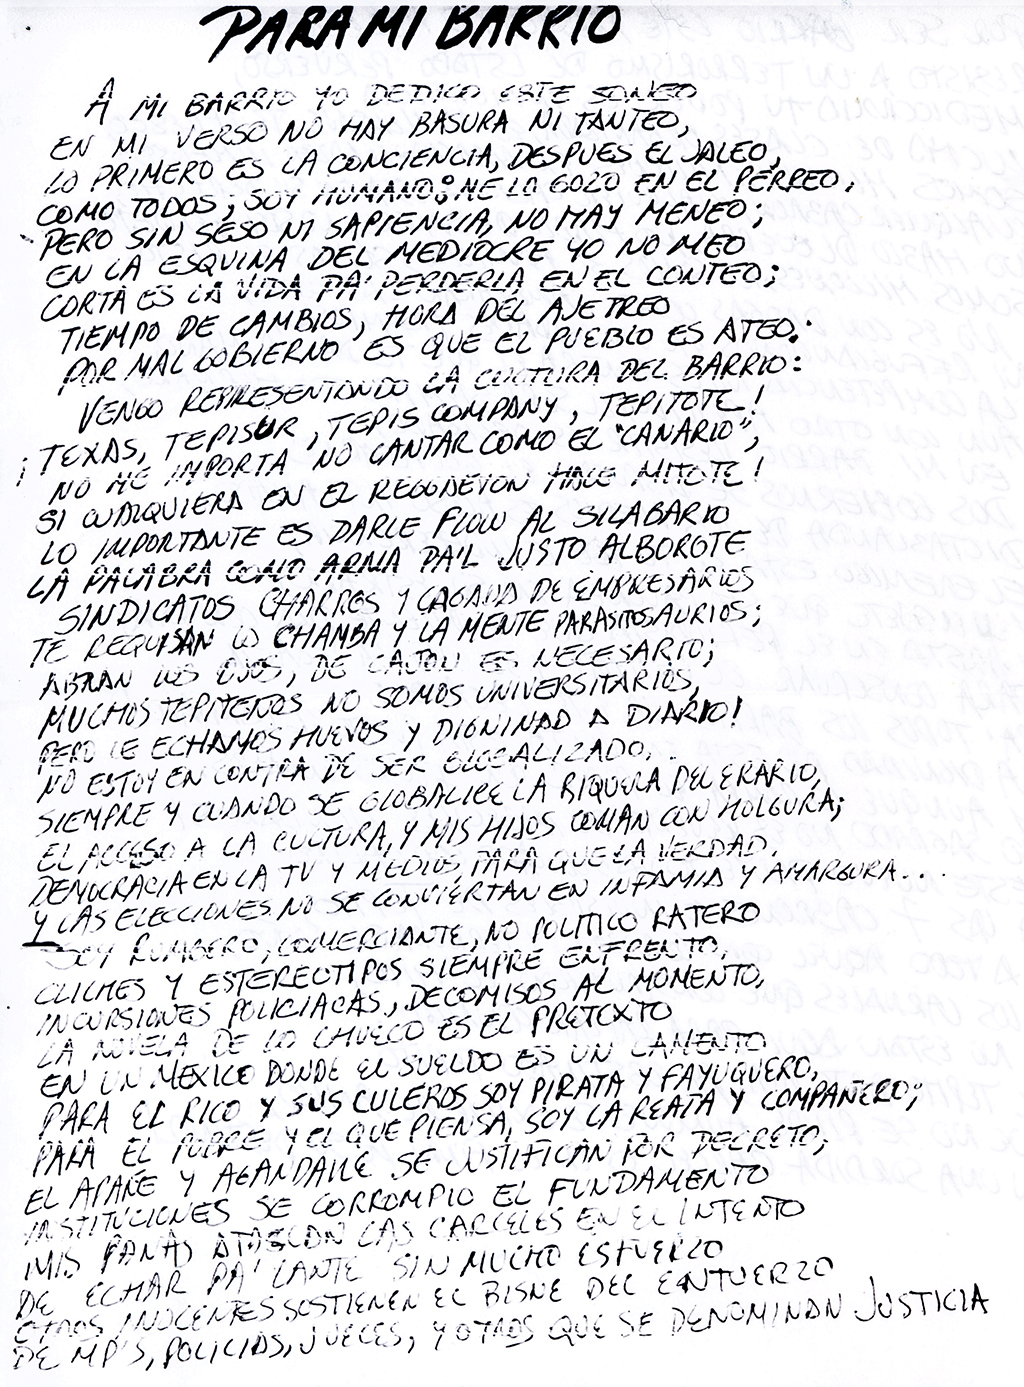 PARA MI BARRIO
A MI BARRIO YO DEDICO ESTE SONEO
EN MI VERSO NO HAY BASURA NI TANTEO,
LO PRIMERO ES LA CONCIENCIA, DESPUES EL JALEO,
COMO TODOS; SOY HUMANO: ME LO GOZO EN EL PERREO,
PERO SIN SESO NI SAPIENCIA, NO HAY MENEO;
EN LA ESQUINA DEL MEDIOCRE YO NO MEO
CORTA ES LA VIDA PA' PERDERLA EN EL CONTEO;
TIEMPO DE CAMBIOS, HORA DEL AJETREO
POR MAL GOBIERNO ES QUE EL PUEBLO ES ATEO.
VENGO REPRESENTANDO LA CULTURA DEL BARRIO:
¡TEXAS, TEPISUR, TEPIS COMPANY, TEPITOTE!
NO ME IMPORTA NO CANTAR COMO EL "CANARIO",
SI CUALQUIERA EN EL REGGAETON HACE MITOTE!
LO IMPORTANTE ES DARLE FLOW AL SILABARIO
LA PALABRA COMO ARMA PA'L JUSTO ALBOROTE
SINDICATOS CHARROS Y CAGADA DE EMPRESARIOS
TE REQUISAN LA CHAMBA Y LA MENTE PARASITOSAURIOS;
ABRAN LOS OJOS, DE CAJON ES NECESARIO;
MUCHOS TEPITEÑOS NO SOMOS UNIVERSITARIOS,
PERO LE ECHAMOS HUEVOS Y DIGNIDAD A DIARIO!
NO ESTOY EN CONTRA DE SER GLOBALIZADO,..
SIEMPRE Y CUANDO SE GLOBALICE LA RIQUEZA DEL ERARIO,
EL ACCESO A LA CULTURA, Y MIS HIJOS COMAN CON HOLGURA;
DEMOCRACIA EN LA TV Y MEDIOS, PARA QUE LA VERDAD,
Y LAS ELECCIONES NO SE CONVIERTAN EN INFAMIA Y AMARGURA...
SOY RUMBERO, COMERCIANTE, NO POLITICO RATERO
CLICHES Y ESTEREOTIPOS SIEMPRE ENFRENTO,
INCURSIONES POLICIACAS, DECOMISOS AL MOMENTO,
LA NOVELA DE LO CHUECO ES EL PRETEXTO
EN UN MEXICO DONDE EL SUELDO ES UN LAMENTO
PARA EL RICO Y SUS CULEROS SOY PIRATA Y FAYUQUERO,
PARA EL POBRE Y EL QUE PIENSA, SOY LA REATA Y COMPAÑERO;
EL APAÑE Y AGANDALLE SE JUSTIFICAN POR DECRETO;
INSTITUCIONES SE CORROMPIO EL FUNDAMENTO
MIS PANAS ATASCAN LAS CARCELES EN EL INTENTO
DE ECHAR PA' LANTE SIN MUCHO ESFUERZO
OTROS INOCENTES SOSTIENEN EL BISNE DEL ENTUERZO
DE MP'S, POLICIAS, JUECES, Y OTROS QUE SE DENOMINAN JUSTICIA